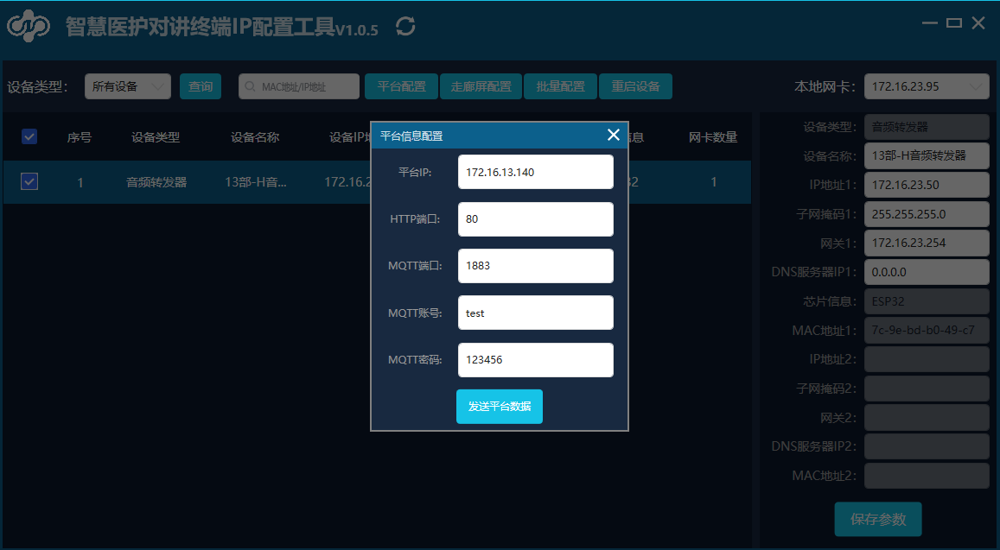 智慧医护对讲终端IP配置工具V1.0.5
设备类型： 所有设备 查询 MAC地址/IP地址 平台配置 走廊屏配置 批量配置 重启设备 本地网卡： 172.16.23.95
序号 设备类型 设备名称 设备IP地 信息 网卡数量
1 音频转发器 13部-H音... 172.16.2 32 1
平台信息配置
平台IP: 172.16.13.140
HTTP端口: 80
MQTT端口: 1883
MQTT账号: test
MQTT密码: 123456
发送平台数据
设备类型： 音频转发器
设备名称： 13部-H音频转发器
IP地址1： 172.16.23.50
子网掩码1： 255.255.255.0
网关1： 172.16.23.254
DNS服务器IP1： 0.0.0.0
芯片信息： ESP32
MAC地址1： 7c-9e-bd-b0-49-c7
IP地址2：
子网掩码2：
网关2：
DNS服务器IP2：
MAC地址2：
保存参数